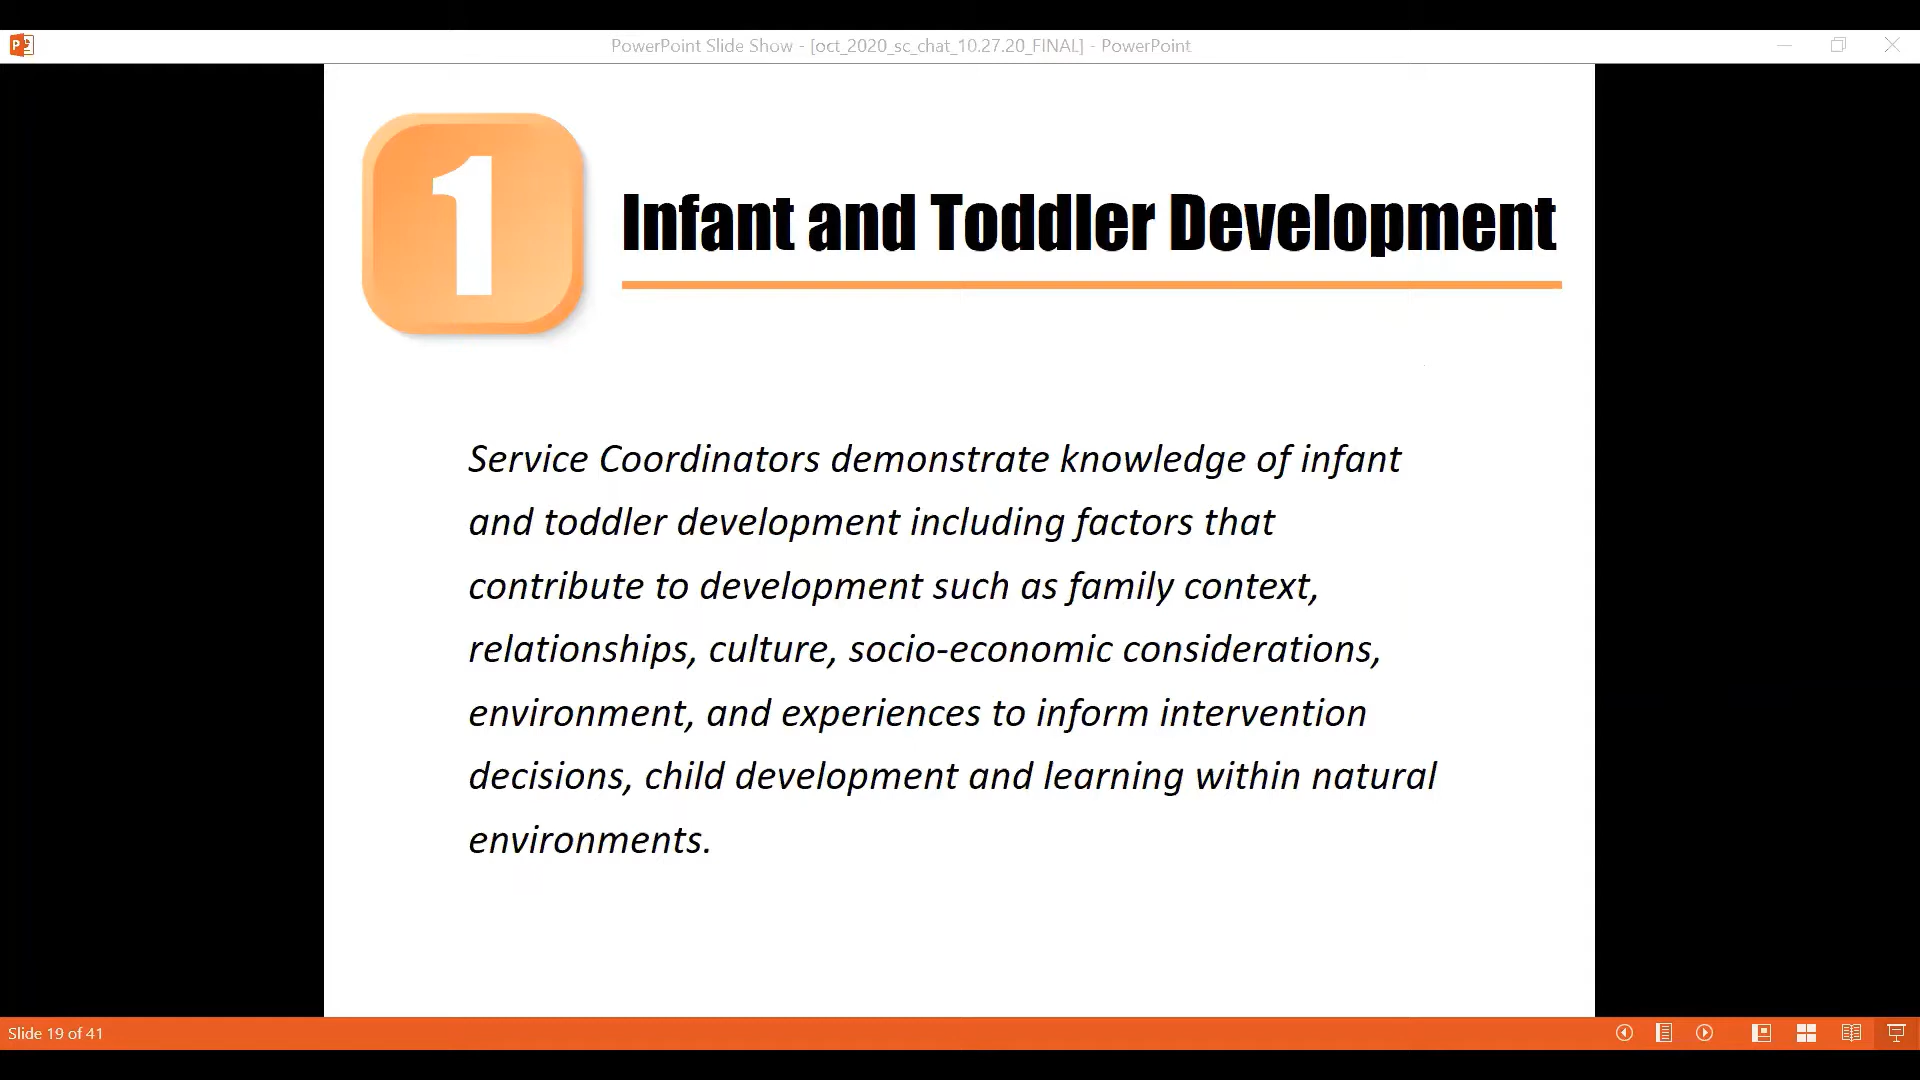 PowerPoint Slide Show - [oct_2020_sc_chat_10.27.20_FINAL] - PowerPoint
1
Infant and Toddler Development
Service Coordinators demonstrate knowledge of infant
and toddler development including factors that
contribute to development such as family context,
relationships, culture, socio-economic considerations,
environment, and experiences to inform intervention
decisions, child development and learning within natural
environments.
Slide 19 of 41